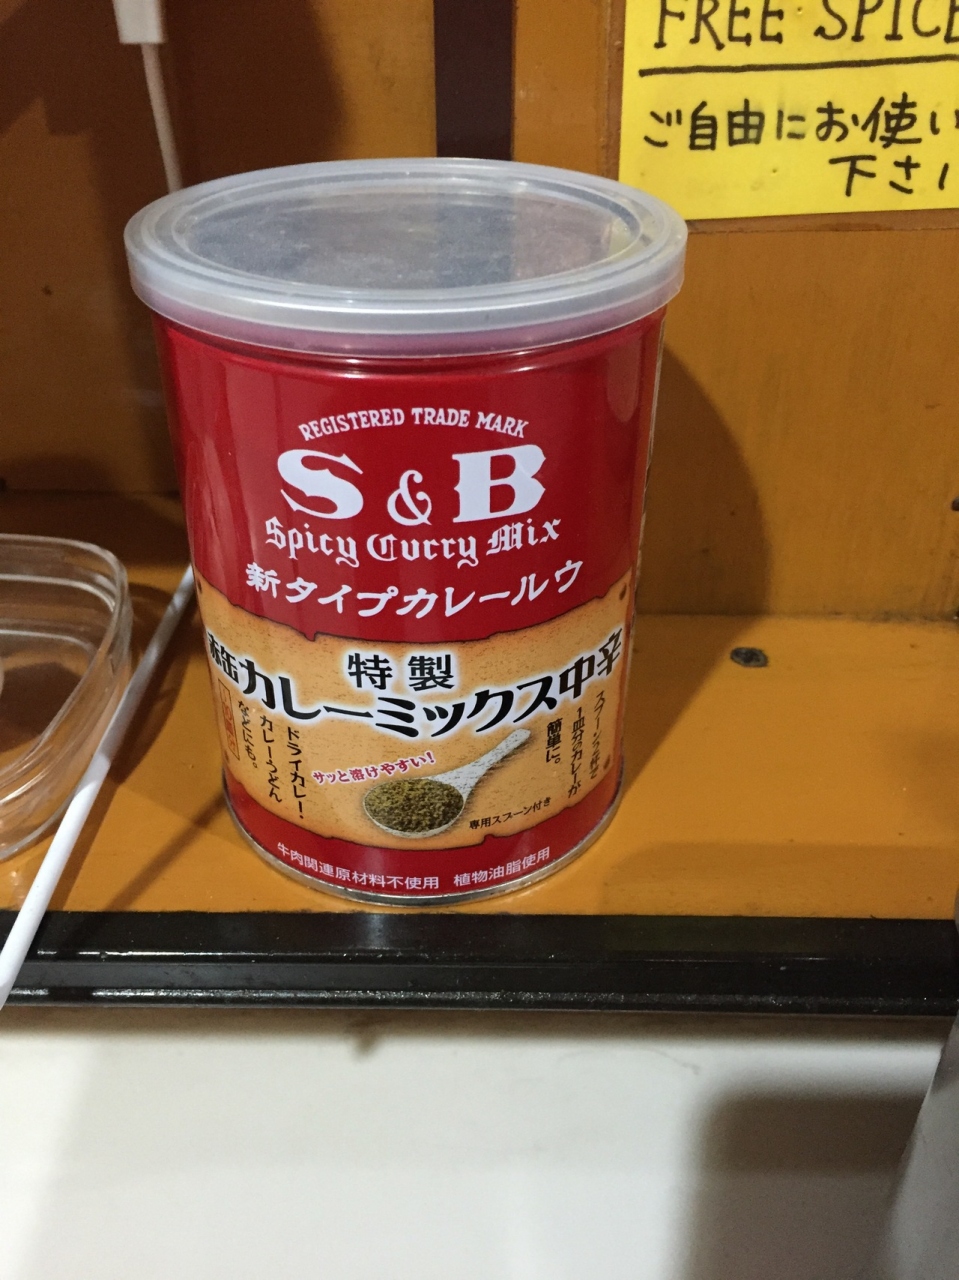 FREE SPICE
ご自由にお使い
下さい
REGISTERED TRADE MARK
S & B
Spicy Curry Mix
新タイプカレールウ
特製
赤缶カレーミックス中辛
ドライカレー・
カレーうどん
などにも。
サッと溶けやすい!
スプーン2杯で
1皿分のカレーが
簡単に。
専用スプーン付き
牛肉関連原材料不使用 植物油脂使用